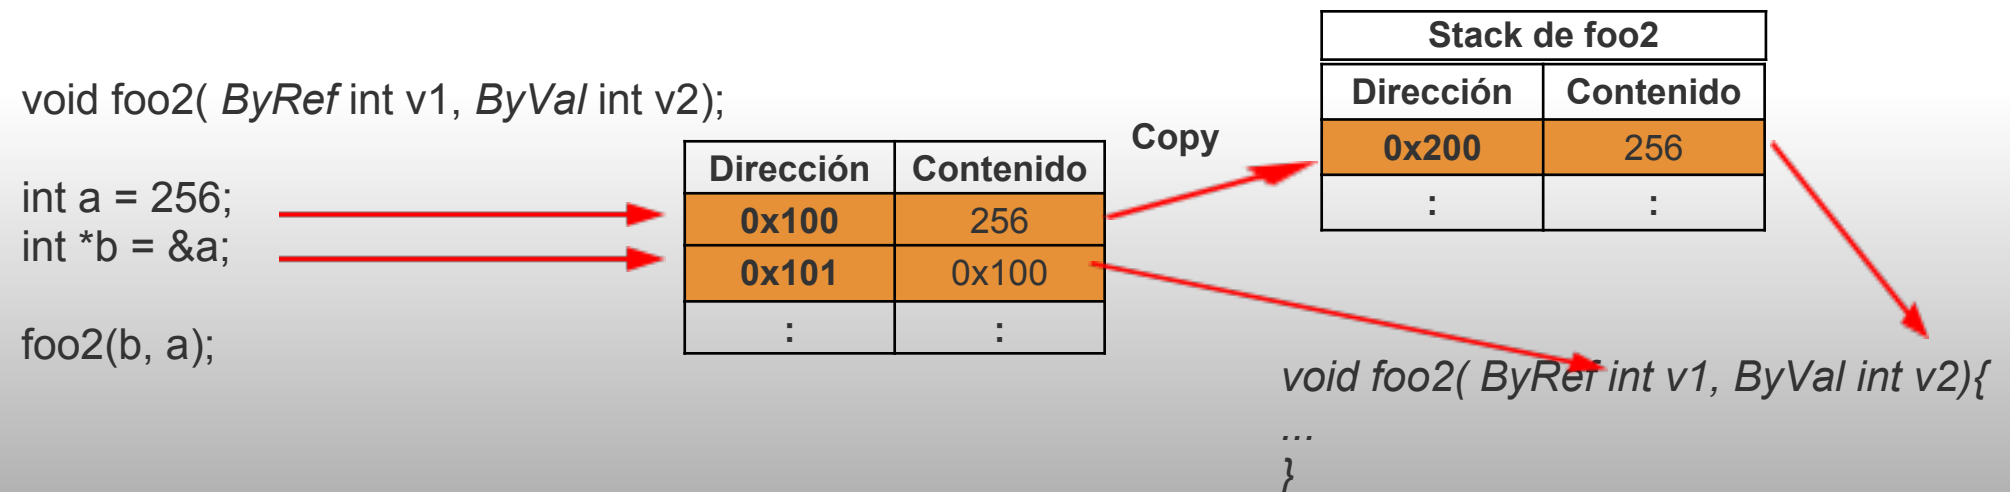 void foo2( ByRef int v1, ByVal int v2);
int a = 256;
int *b = &a;
foo2(b, a);
Dirección Contenido
0x100 256
0x101 0x100
: :
Copy
Stack de foo2
Dirección Contenido
0x200 256
: :
void foo2( ByRef int v1, ByVal int v2){
...
}